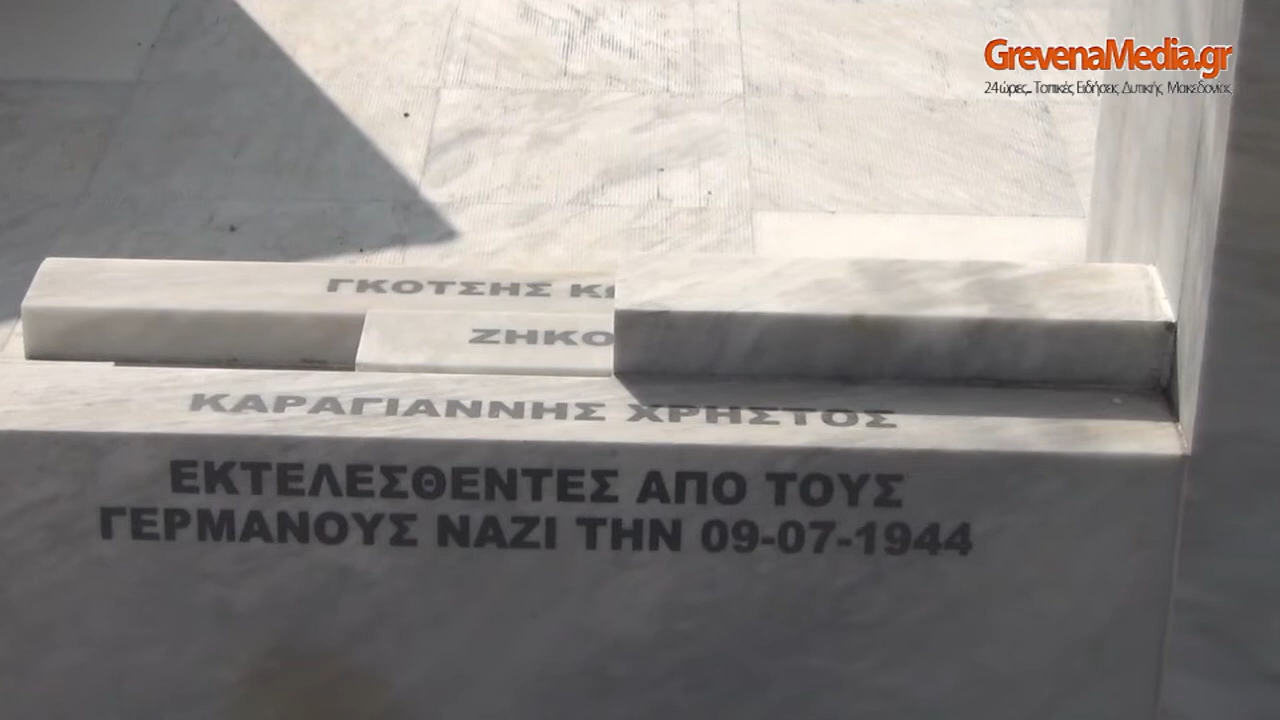 GrevenaMedia.gr
24ώρες... Τοπικές Ειδήσεις Δυτικής Μακεδονίας
ΓΚΟΤΣΗΣ
ΖΗΚΟ
ΚΑΡΑΓΙΑΝΝΗΣ ΧΡΗΣΤΟΣ
ΕΚΤΕΛΕΣΘΕΝΤΕΣ ΑΠΟ ΤΟΥΣ
ΓΕΡΜΑΝΟΥΣ ΝΑΖΙ ΤΗΝ 09-07-1944